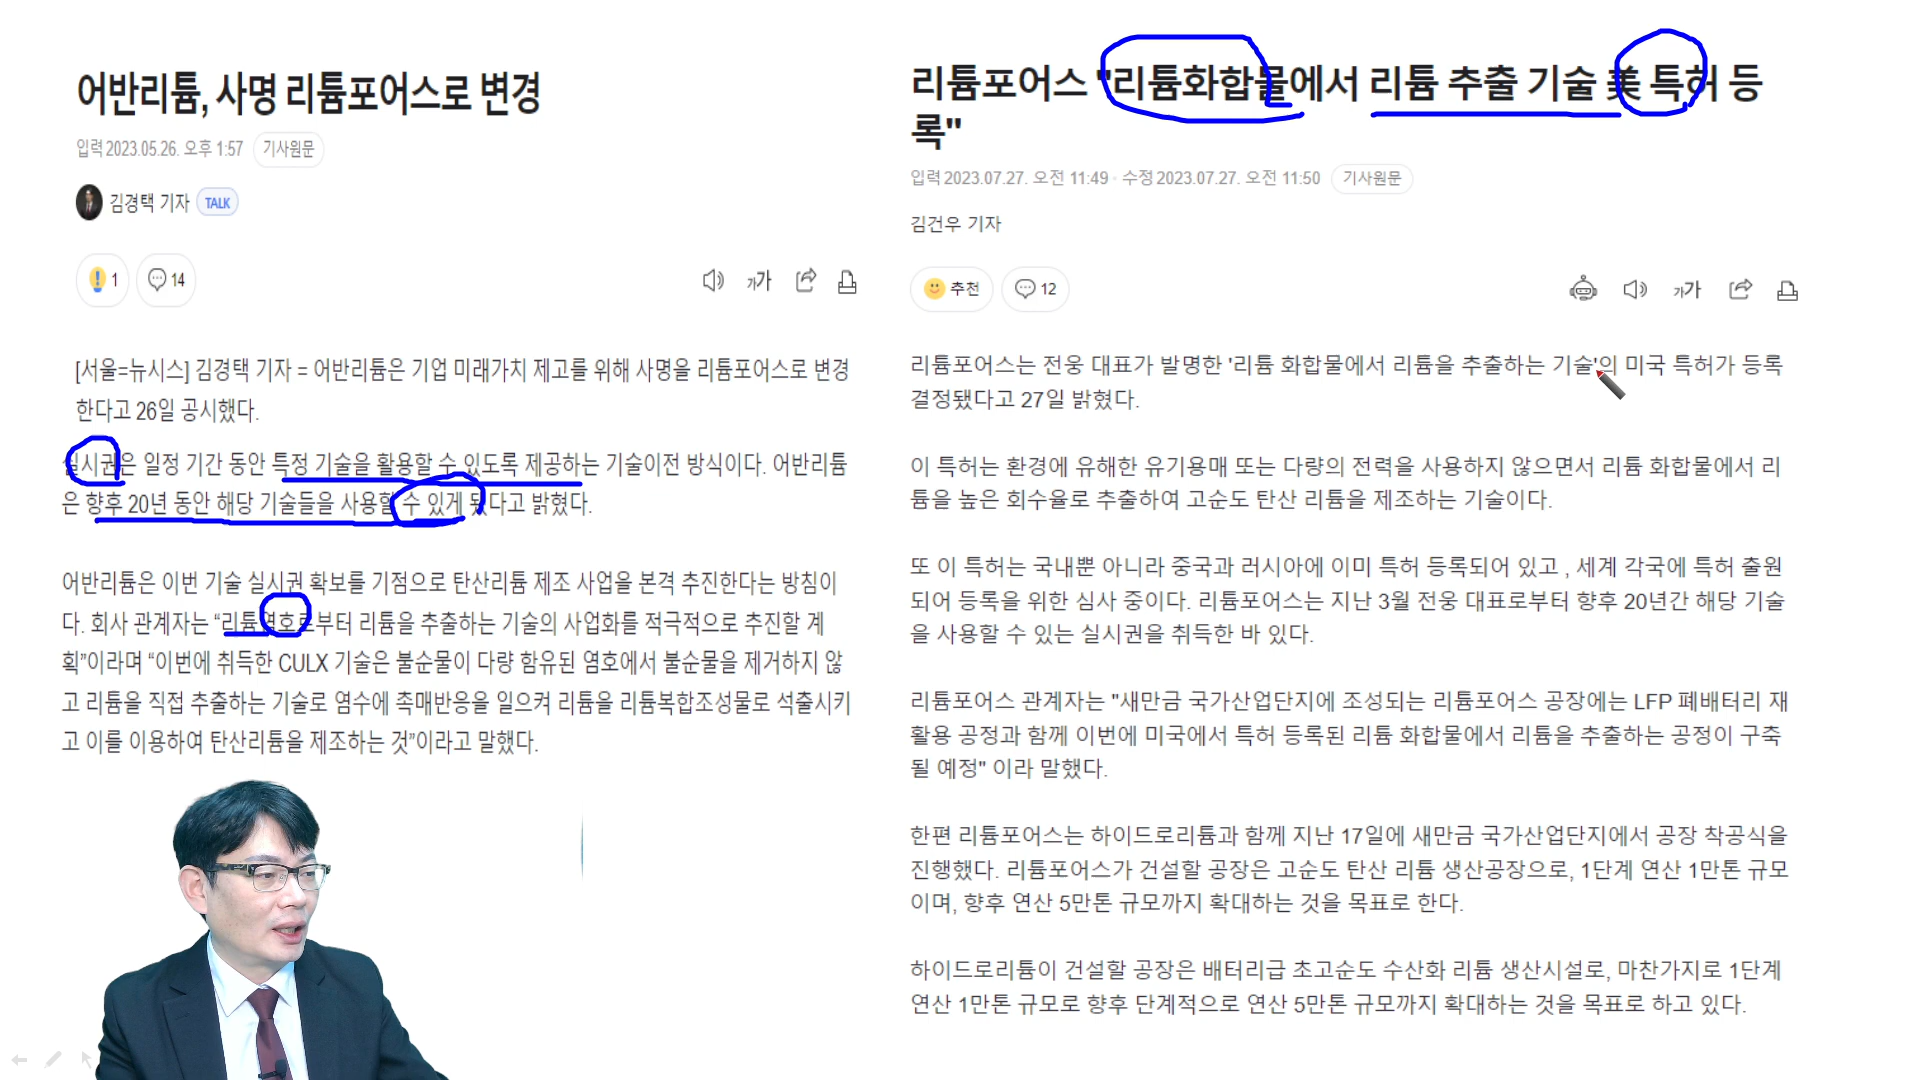 어반리튬, 사명 리튬포어스로 변경
입력 2023.05.26. 오후 1:57 기사원문
김경택 기자 TALK
1 14
가가
[서울=뉴시스] 김경택 기자 = 어반리튬은 기업 미래가치 제고를 위해 사명을 리튬포어스로 변경
한다고 26일 공시했다.
실시권은 일정 기간 동안 특정 기술을 활용할 수 있도록 제공하는 기술이전 방식이다. 어반리튬
은 향후 20년 동안 해당 기술들을 사용할 수 있게 됐다고 밝혔다.
어반리튬은 이번 기술 실시권 확보를 기점으로 탄산리튬 제조 사업을 본격 추진한다는 방침이
다. 회사 관계자는 “리튬염호로부터 리튬을 추출하는 기술의 사업화를 적극적으로 추진할 계
획”이라며 “이번에 취득한 CULX 기술은 불순물이 다량 함유된 염호에서 불순물을 제거하지 않
고 리튬을 직접 추출하는 기술로 염수에 촉매반응을 일으켜 리튬을 리튬복합조성물로 석출시키
고 이를 이용하여 탄산리튬을 제조하는 것”이라고 말했다.
리튬포어스 "리튬화합물에서 리튬 추출 기술 美 특허 등
록"
입력 2023.07.27. 오전 11:49 · 수정 2023.07.27. 오전 11:50 기사원문
김건우 기자
추천 12
가가
리튬포어스는 전웅 대표가 발명한 '리튬 화합물에서 리튬을 추출하는 기술'의 미국 특허가 등록
결정됐다고 27일 밝혔다.
이 특허는 환경에 유해한 유기용매 또는 다량의 전력을 사용하지 않으면서 리튬 화합물에서 리
튬을 높은 회수율로 추출하여 고순도 탄산 리튬을 제조하는 기술이다.
또 이 특허는 국내뿐 아니라 중국과 러시아에 이미 특허 등록되어 있고 , 세계 각국에 특허 출원
되어 등록을 위한 심사 중이다. 리튬포어스는 지난 3월 전웅 대표로부터 향후 20년간 해당 기술
을 사용할 수 있는 실시권을 취득한 바 있다.
리튬포어스 관계자는 "새만금 국가산업단지에 조성되는 리튬포어스 공장에는 LFP 폐배터리 재
활용 공정과 함께 이번에 미국에서 특허 등록된 리튬 화합물에서 리튬을 추출하는 공정이 구축
될 예정" 이라 말했다.
한편 리튬포어스는 하이드로리튬과 함께 지난 17일에 새만금 국가산업단지에서 공장 착공식을
진행했다. 리튬포어스가 건설할 공장은 고순도 탄산 리튬 생산공장으로, 1단계 연산 1만톤 규모
이며, 향후 연산 5만톤 규모까지 확대하는 것을 목표로 한다.
하이드로리튬이 건설할 공장은 배터리급 초고순도 수산화 리튬 생산시설로, 마찬가지로 1단계
연산 1만톤 규모로 향후 단계적으로 연산 5만톤 규모까지 확대하는 것을 목표로 하고 있다.